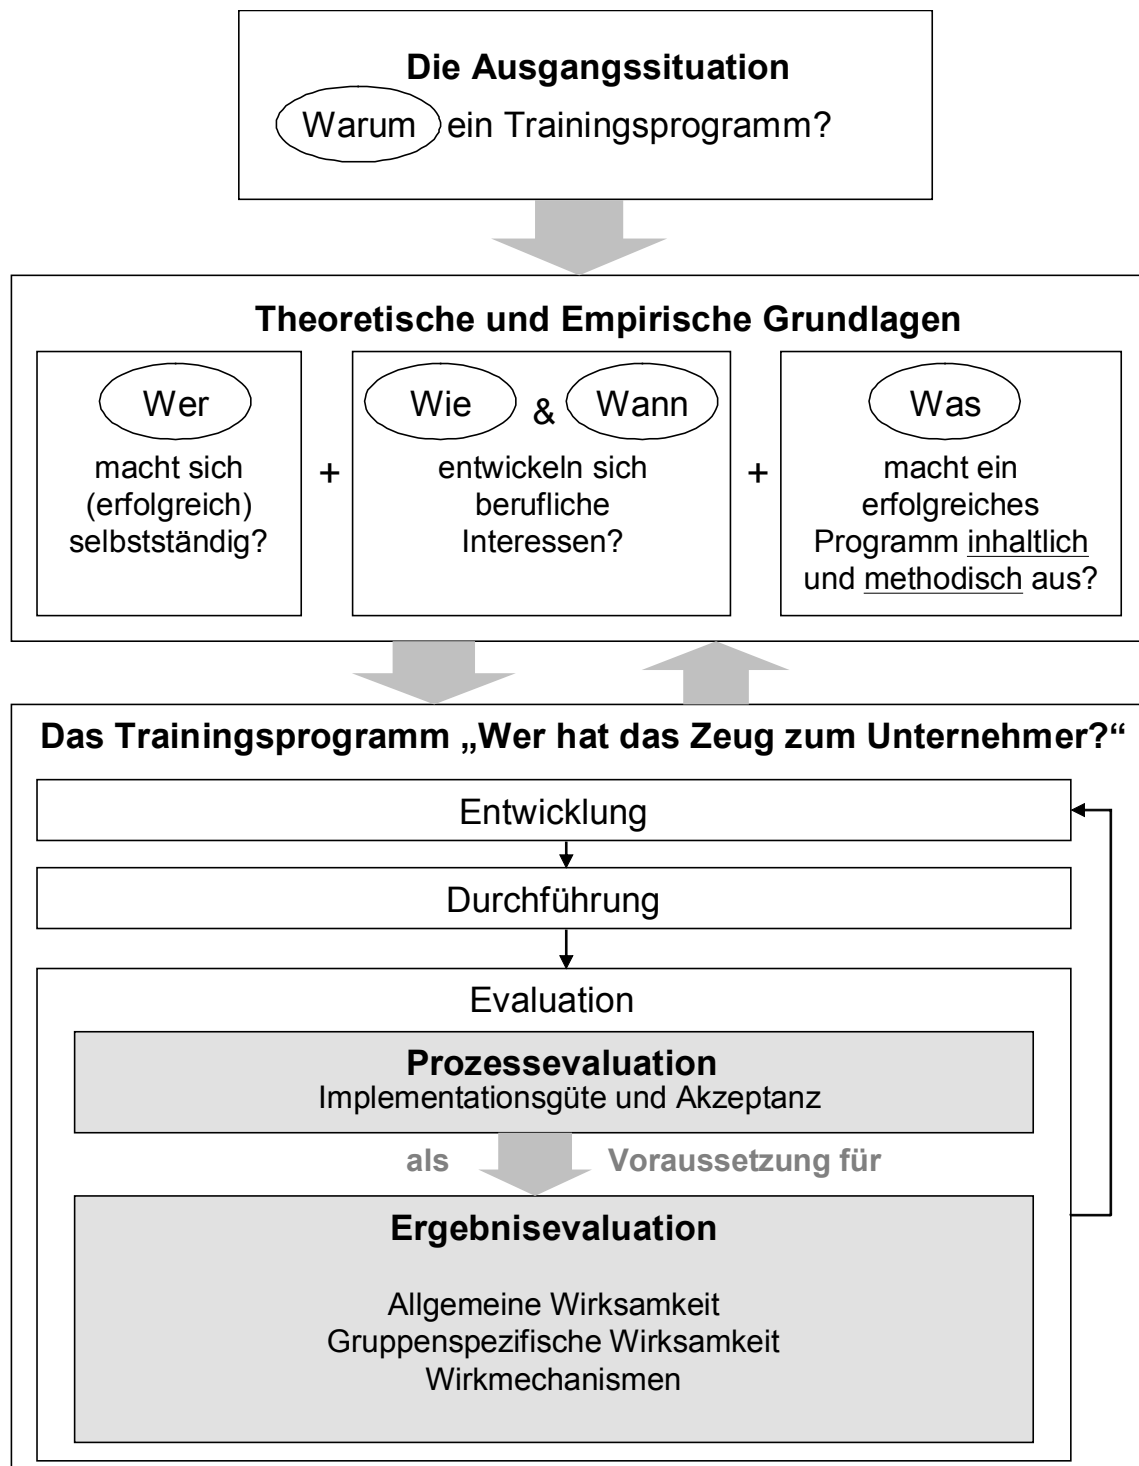 Die Ausgangssituation
Warum ein Trainingsprogramm?
Theoretische und Empirische Grundlagen
Wer
macht sich
(erfolgreich)
selbstständig?
+
Wie & Wann
entwickeln sich
berufliche
Interessen?
+
Was
macht ein
erfolgreiches
Programm inhaltlich
und methodisch aus?
Das Trainingsprogramm „Wer hat das Zeug zum Unternehmer?“
Entwicklung
Durchführung
Evaluation
Prozessevaluation
Implementationsgüte und Akzeptanz
als Voraussetzung für
Ergebnisevaluation
Allgemeine Wirksamkeit
Gruppenspezifische Wirksamkeit
Wirkmechanismen